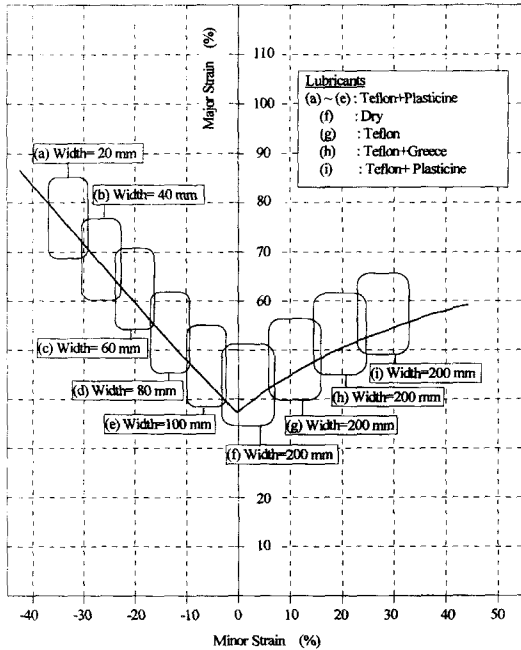 Major Strain (%)
110
100
90
80
70
60
20
10
Lubricants
(a) ~ (e) : Teflon+Plasticine
(f) : Dry
(g) : Teflon
(h) : Teflon+Greece
(i) : Teflon+ Plasticine
(a) Width= 20 mm
(b) Width= 40 mm
(c) Width= 60 mm
(d) Width= 80 mm
(e) Width=100 mm
(f) Width=200 mm
(g) Width=200 mm
(h) Width=200 mm
(i) Width=200 mm
-40 -30 -20 -10 0 10 20 30 40 50
Minor Strain (%)